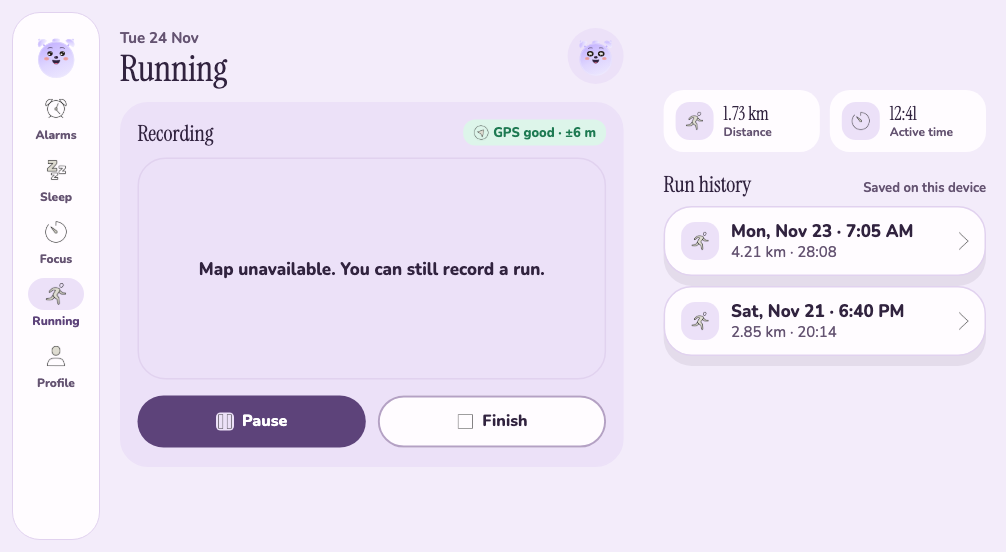 Alarms
Sleep
Focus
Running
Profile
Tue 24 Nov
Running
Recording
GPS good · ±6 m
Map unavailable. You can still record a run.
Pause
Finish
1.73 km
Distance
12:41
Active time
Run history
Saved on this device
Mon, Nov 23 · 7:05 AM
4.21 km · 28:08
Sat, Nov 21 · 6:40 PM
2.85 km · 20:14